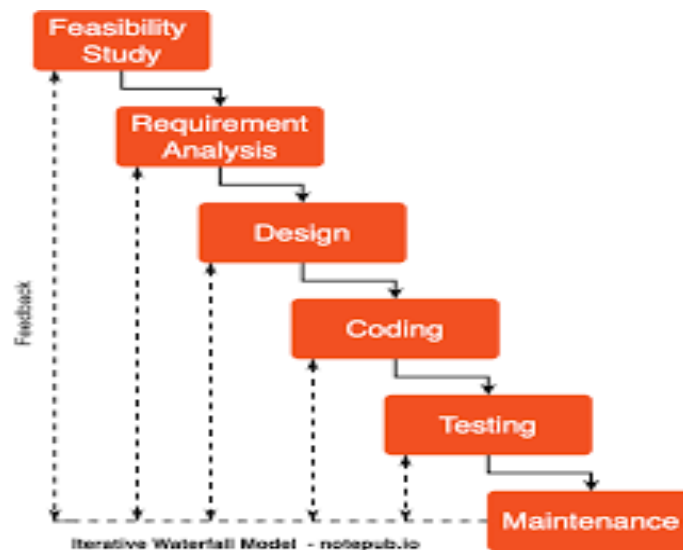 Feasibility
Study
Requirement
Analysis
Design
Coding
Testing
Maintenance
Feedback
Iterative Waterfall Model - notepub.io